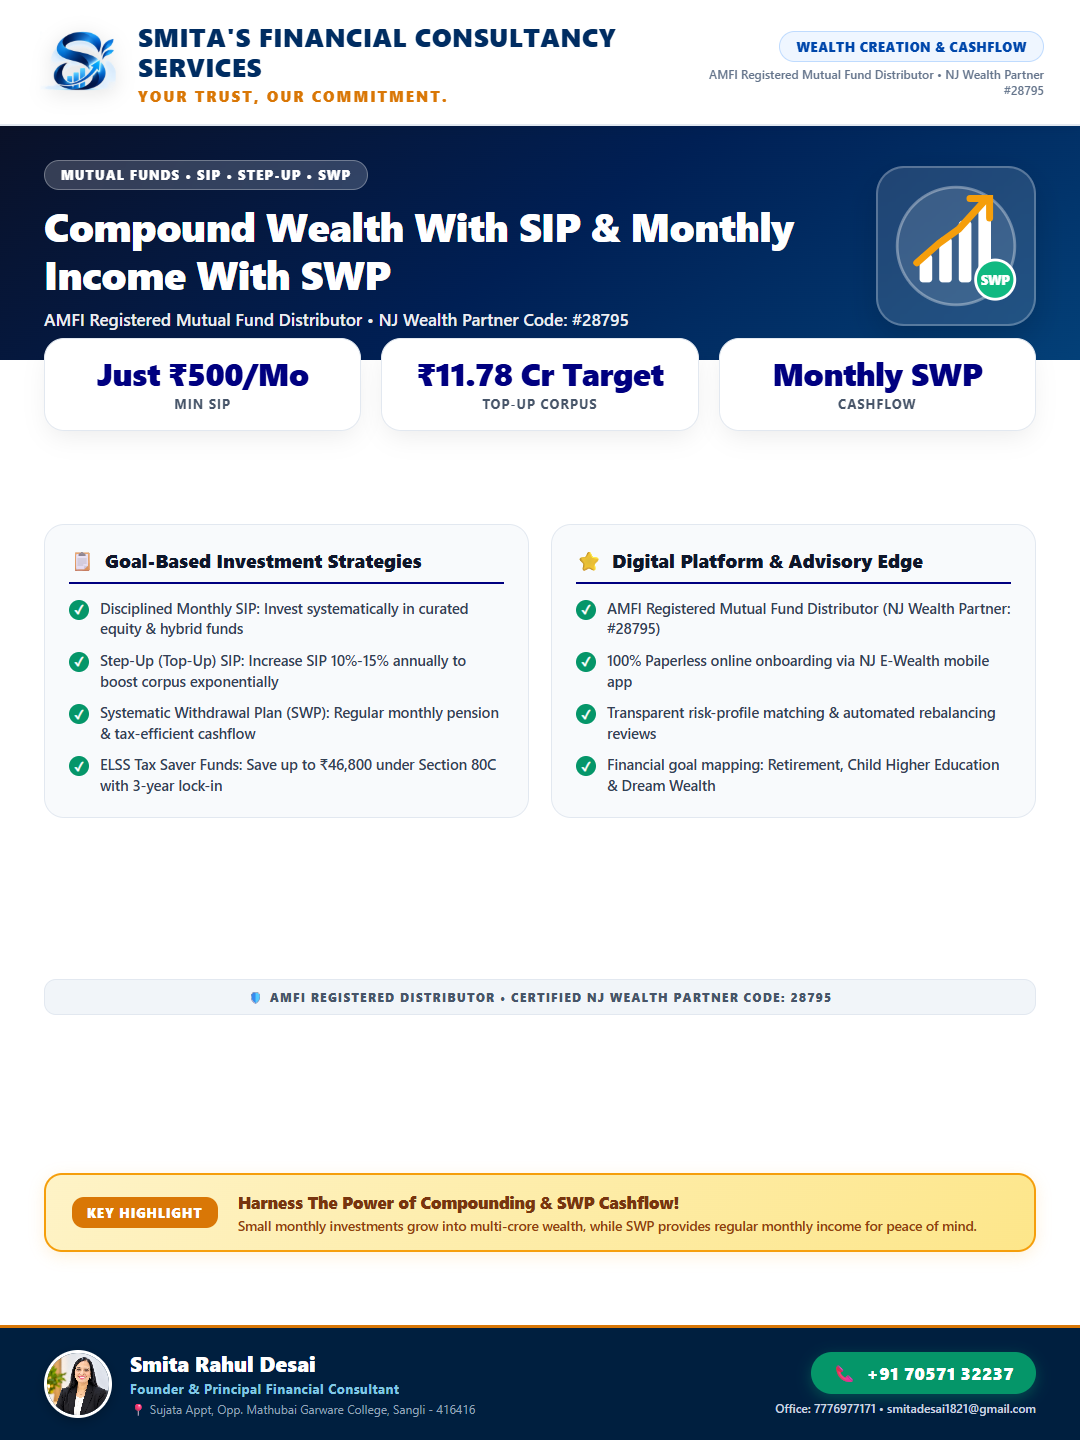 SMITA'S FINANCIAL CONSULTANCY
SERVICES
YOUR TRUST, OUR COMMITMENT.
WEALTH CREATION & CASHFLOW
AMFI Registered Mutual Fund Distributor • NJ Wealth Partner
#28795
MUTUAL FUNDS • SIP • STEP-UP • SWP
Compound Wealth With SIP & Monthly
Income With SWP
AMFI Registered Mutual Fund Distributor • NJ Wealth Partner Code: #28795
SWP
Just ₹500/Mo
MIN SIP
₹11.78 Cr Target
TOP-UP CORPUS
Monthly SWP
CASHFLOW
Goal-Based Investment Strategies
Disciplined Monthly SIP: Invest systematically in curated
equity & hybrid funds
Step-Up (Top-Up) SIP: Increase SIP 10%-15% annually to
boost corpus exponentially
Systematic Withdrawal Plan (SWP): Regular monthly pension
& tax-efficient cashflow
ELSS Tax Saver Funds: Save up to ₹46,800 under Section 80C
with 3-year lock-in
Digital Platform & Advisory Edge
AMFI Registered Mutual Fund Distributor (NJ Wealth Partner:
#28795)
100% Paperless online onboarding via NJ E-Wealth mobile
app
Transparent risk-profile matching & automated rebalancing
reviews
Financial goal mapping: Retirement, Child Higher Education
& Dream Wealth
AMFI REGISTERED DISTRIBUTOR • CERTIFIED NJ WEALTH PARTNER CODE: 28795
KEY HIGHLIGHT
Harness The Power of Compounding & SWP Cashflow!
Small monthly investments grow into multi-crore wealth, while SWP provides regular monthly income for peace of mind.
Smita Rahul Desai
Founder & Principal Financial Consultant
Sujata Appt, Opp. Mathubai Garware College, Sangli - 416416
+91 70571 32237
Office: 7776977171 • smitadesai1821@gmail.com